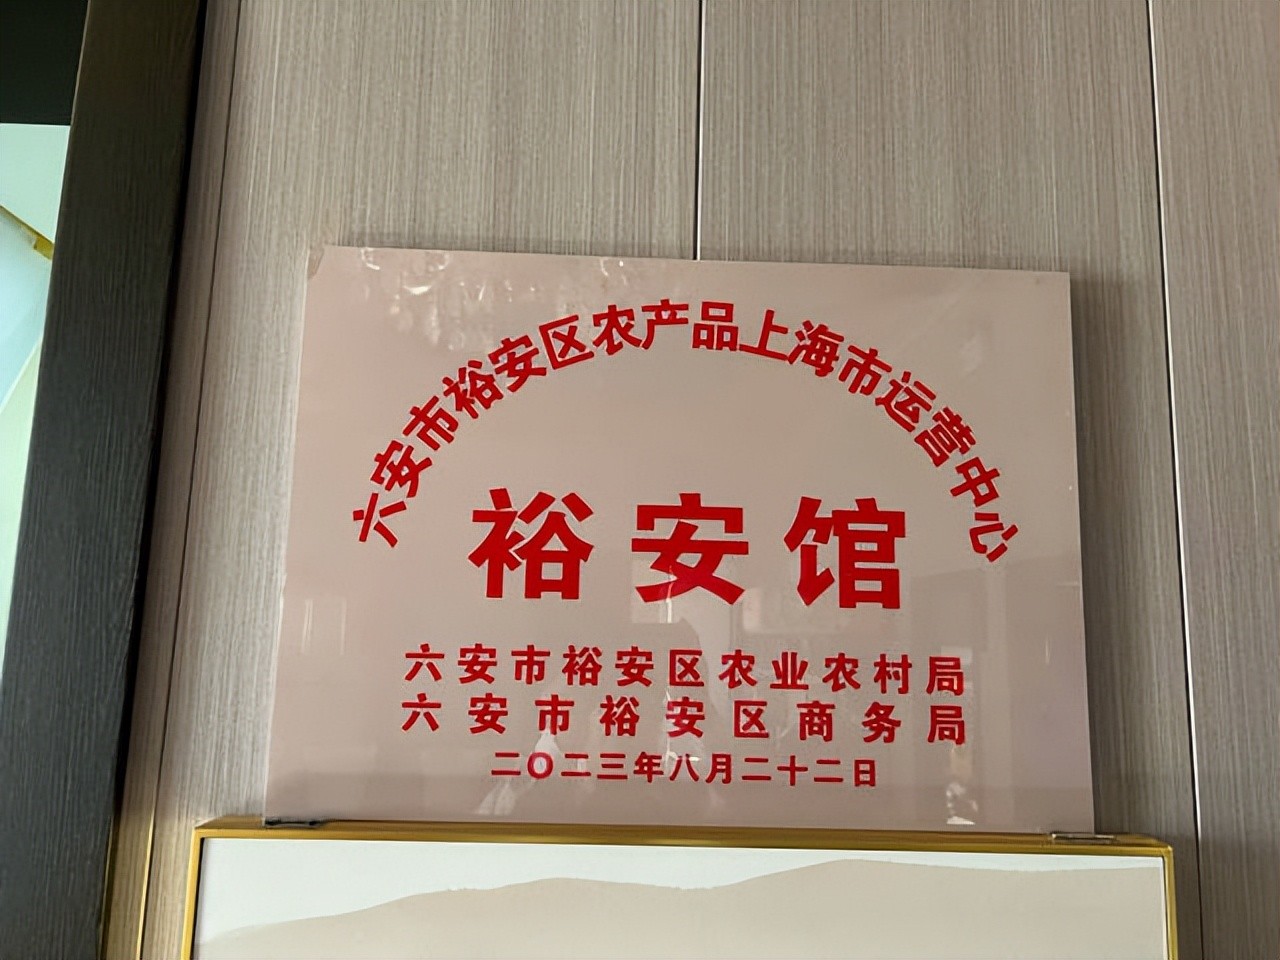 六安市裕安区农产品上海市运营中心
裕安馆
六安市裕安区农业农村局
六安市裕安区商务局
二〇二三年八月二十二日